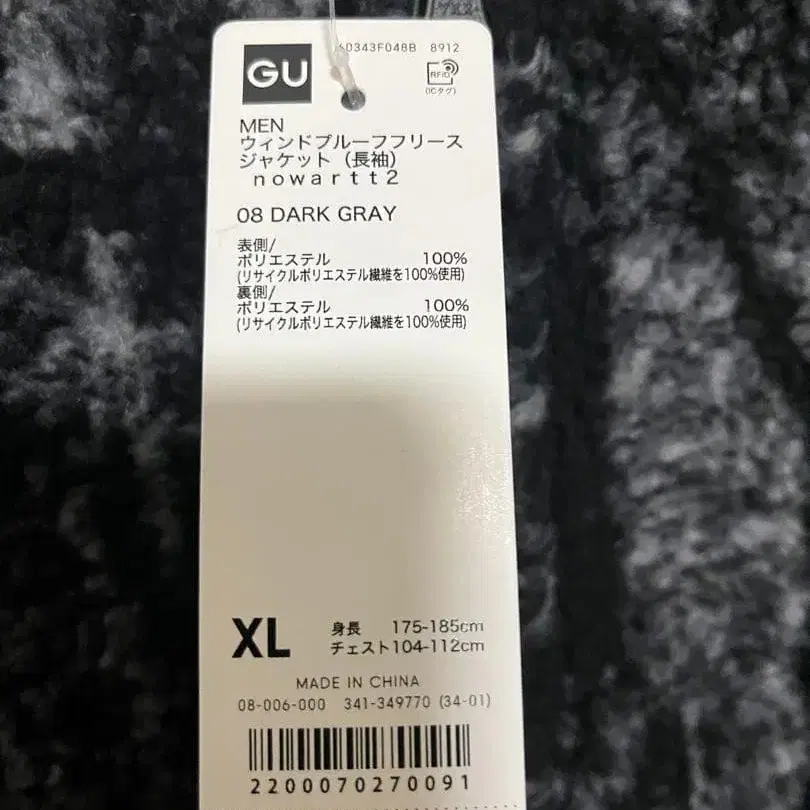 GU
60343F048B 8912
RFID
(ICタグ)
MEN
ウィンドプルーフフリース
ジャケット（長袖）
nowartt2
08 DARK GRAY
表側/
ポリエステル 100%
(リサイクルポリエステル繊維を100%使用)
裏側/
ポリエステル 100%
(リサイクルポリエステル繊維を100%使用)
XL
身長 175-185cm
チェスト104-112cm
MADE IN CHINA
08-006-000 341-349770 (34-01)
2200070270091